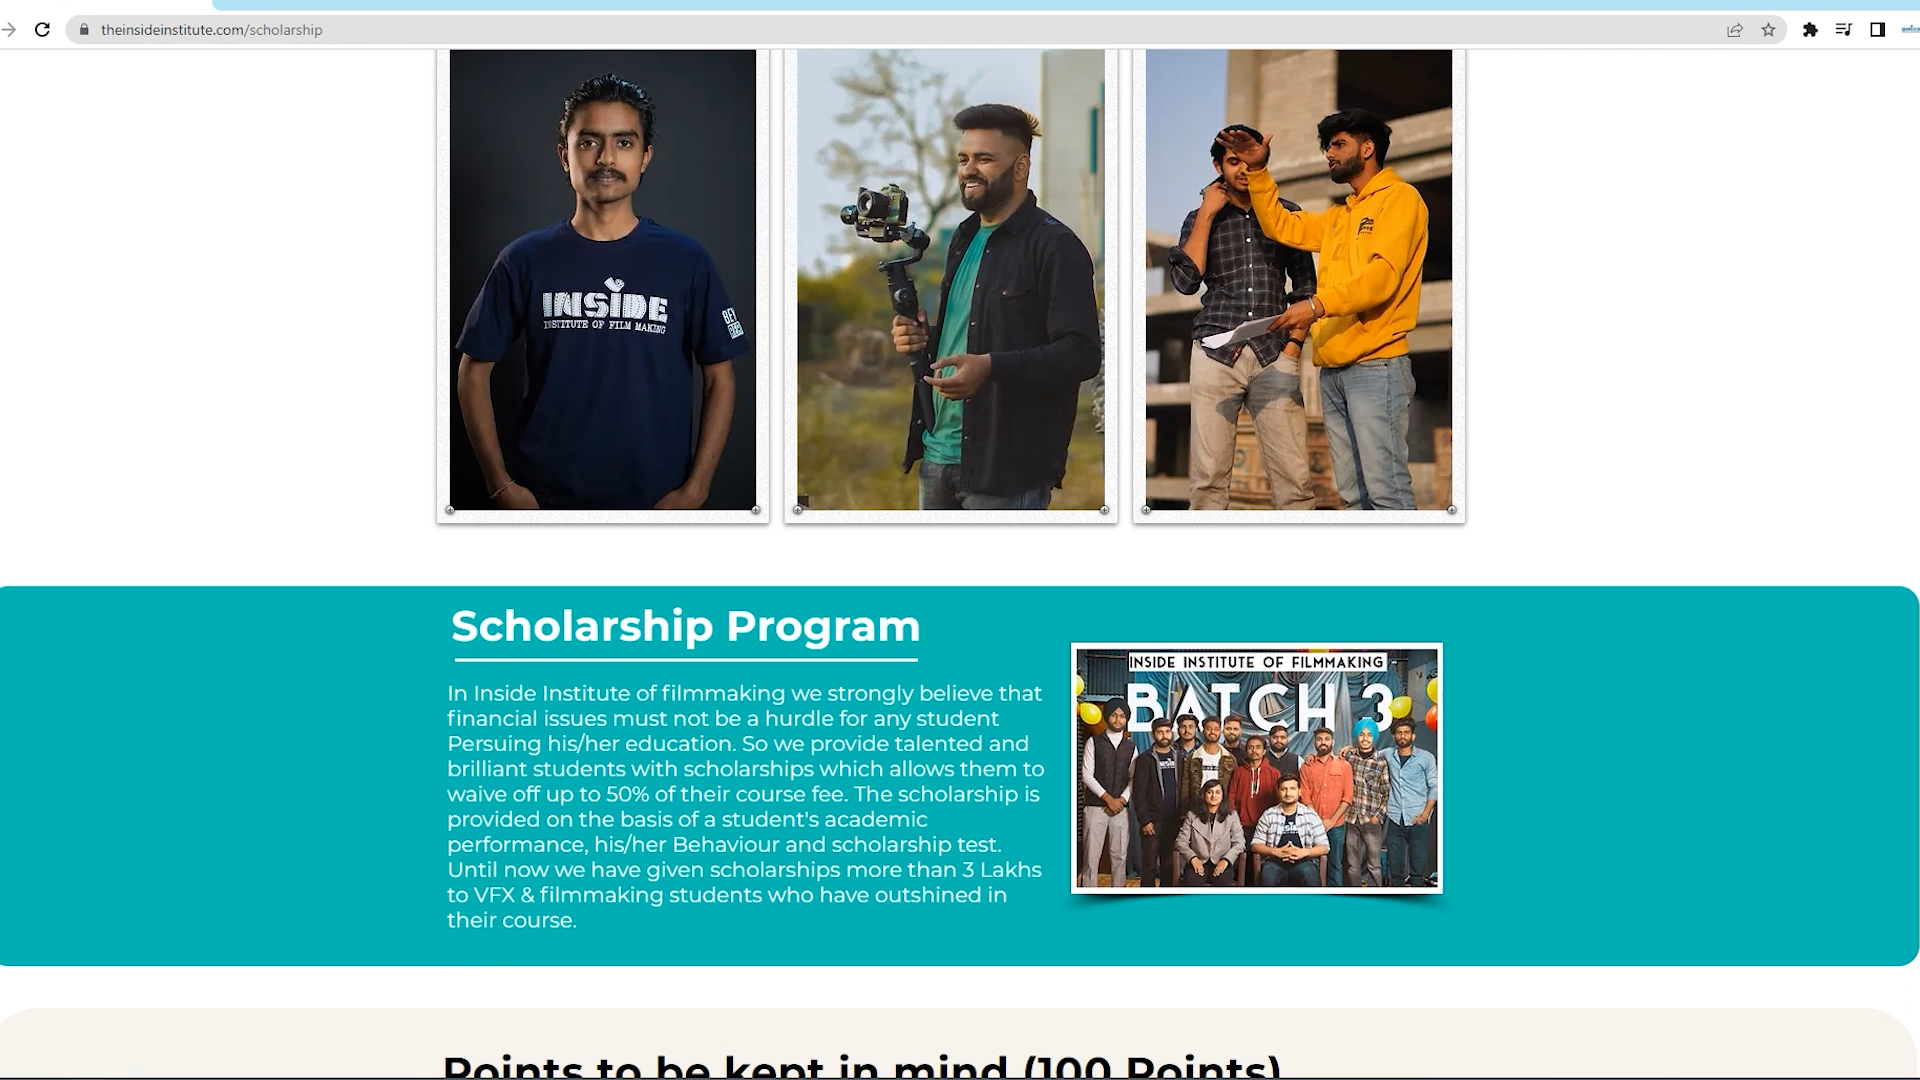 theinsideinstitute.com/scholarship
INSIDE
INSTITUTE OF FILM MAKING
Scholarship Program
In Inside Institute of filmmaking we strongly believe that
financial issues must not be a hurdle for any student
Persuing his/her education. So we provide talented and
brilliant students with scholarships which allows them to
waive off up to 50% of their course fee. The scholarship is
provided on the basis of a student's academic
performance, his/her Behaviour and scholarship test.
Until now we have given scholarships more than 3 Lakhs
to VFX & filmmaking students who have outshined in
their course.
INSIDE INSTITUTE OF FILMMAKING
BATCH 3
Points to be kept in mind (100 Points)